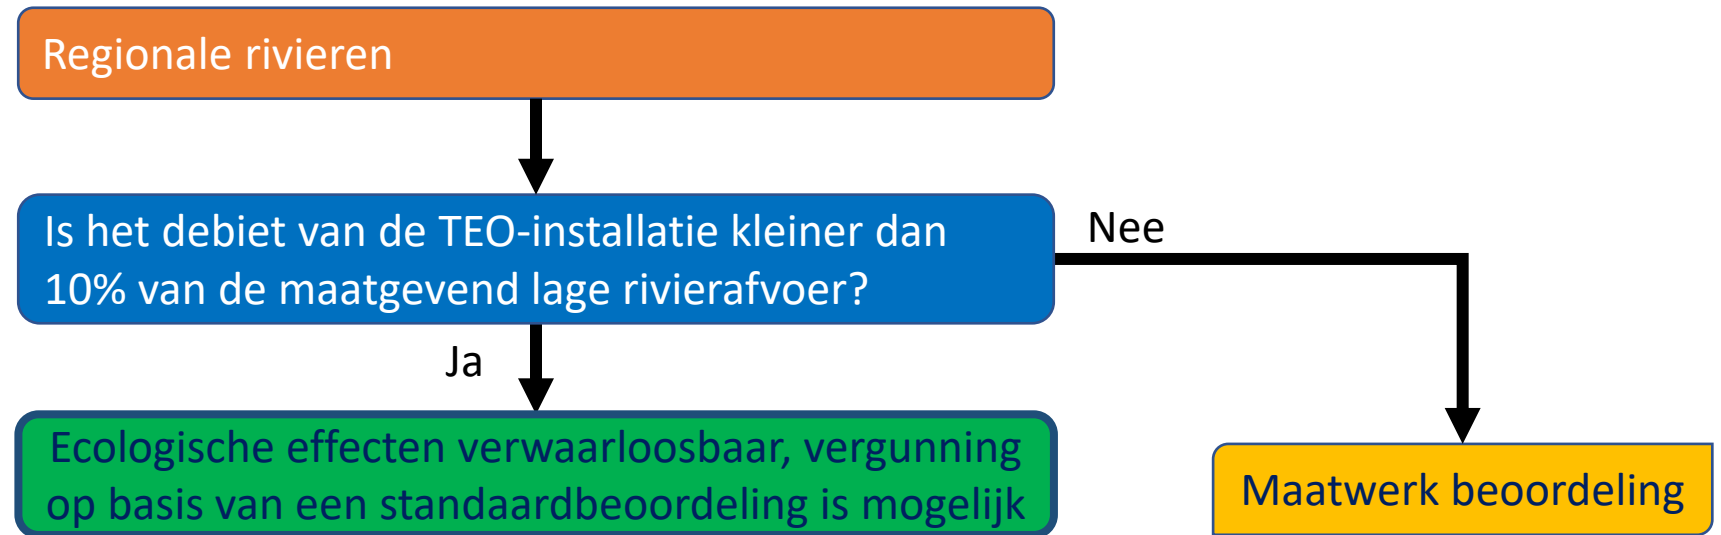 Regionale rivieren
Is het debiet van de TEO-installatie kleiner dan
10% van de maatgevend lage rivierafvoer?
Nee
Ja
Ecologische effecten verwaarloosbaar, vergunning
op basis van een standaardbeoordeling is mogelijk
Maatwerk beoordeling